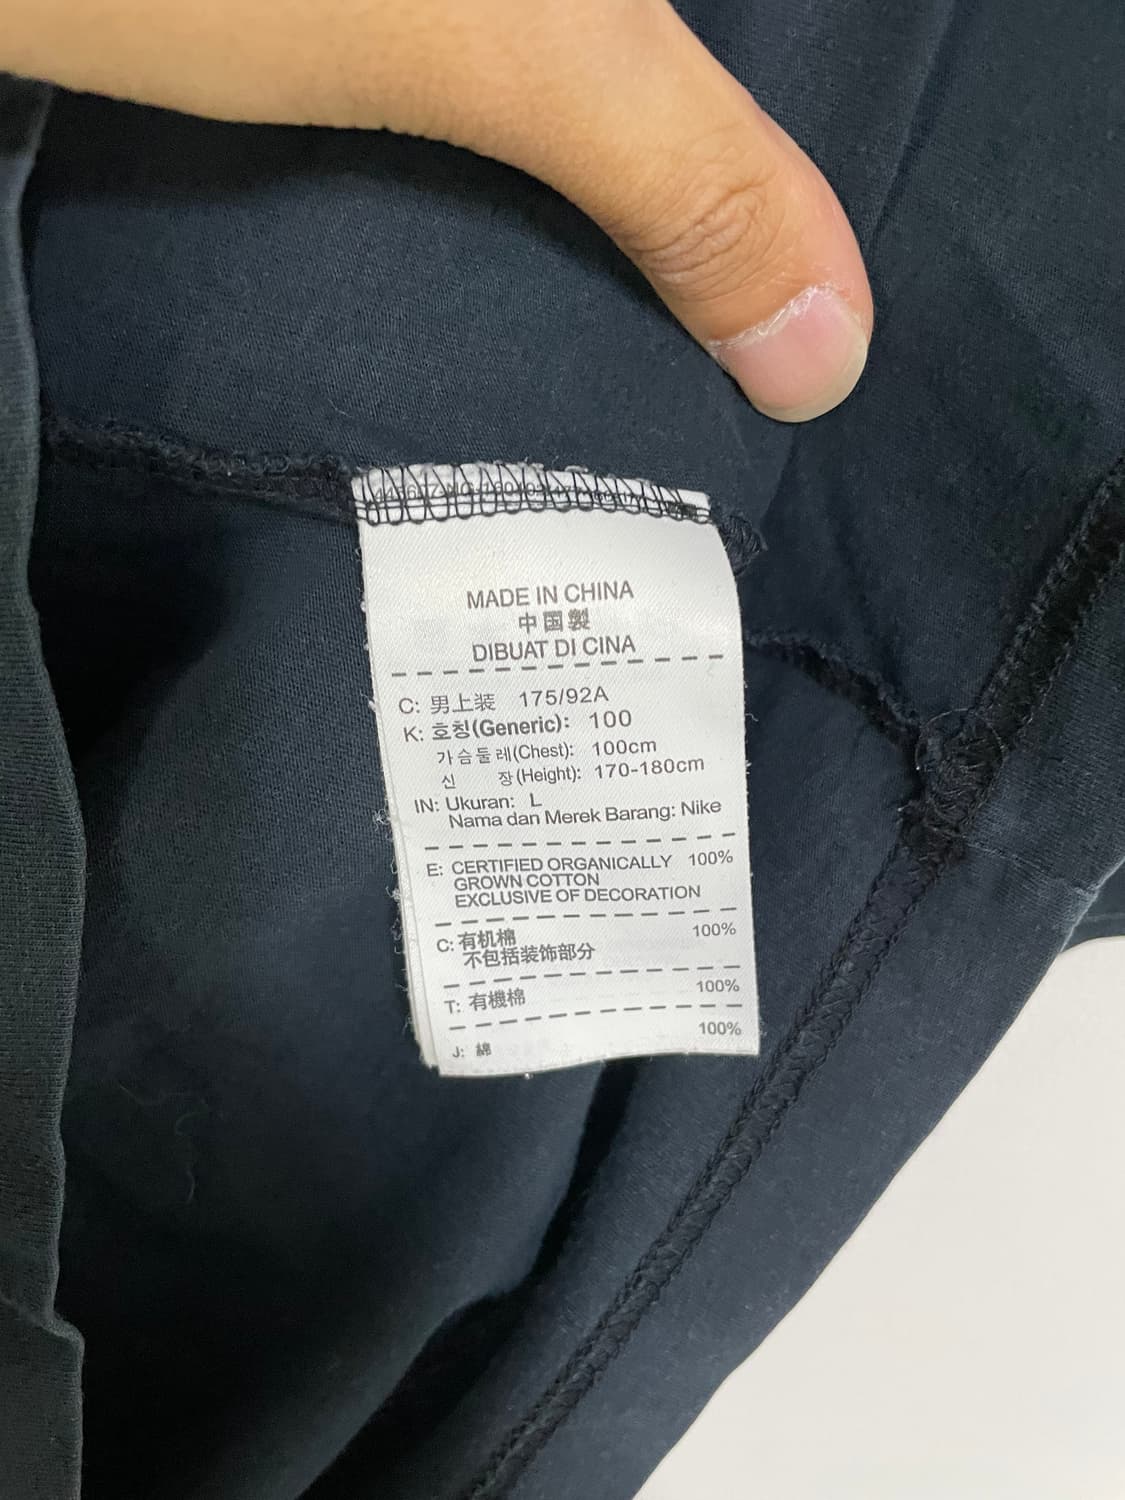 MADE IN CHINA
中国製
DIBUAT DI CINA
C: 男上装 175/92A
K: 호칭(Generic): 100
가슴둘레(Chest): 100cm
신 장(Height): 170-180cm
IN: Ukuran: L
Nama dan Merek Barang: Nike
E: CERTIFIED ORGANICALLY 100%
GROWN COTTON
EXCLUSIVE OF DECORATION
C: 有机棉 100%
不包括装饰部分
T: 有機棉 100%
J: 綿 100%